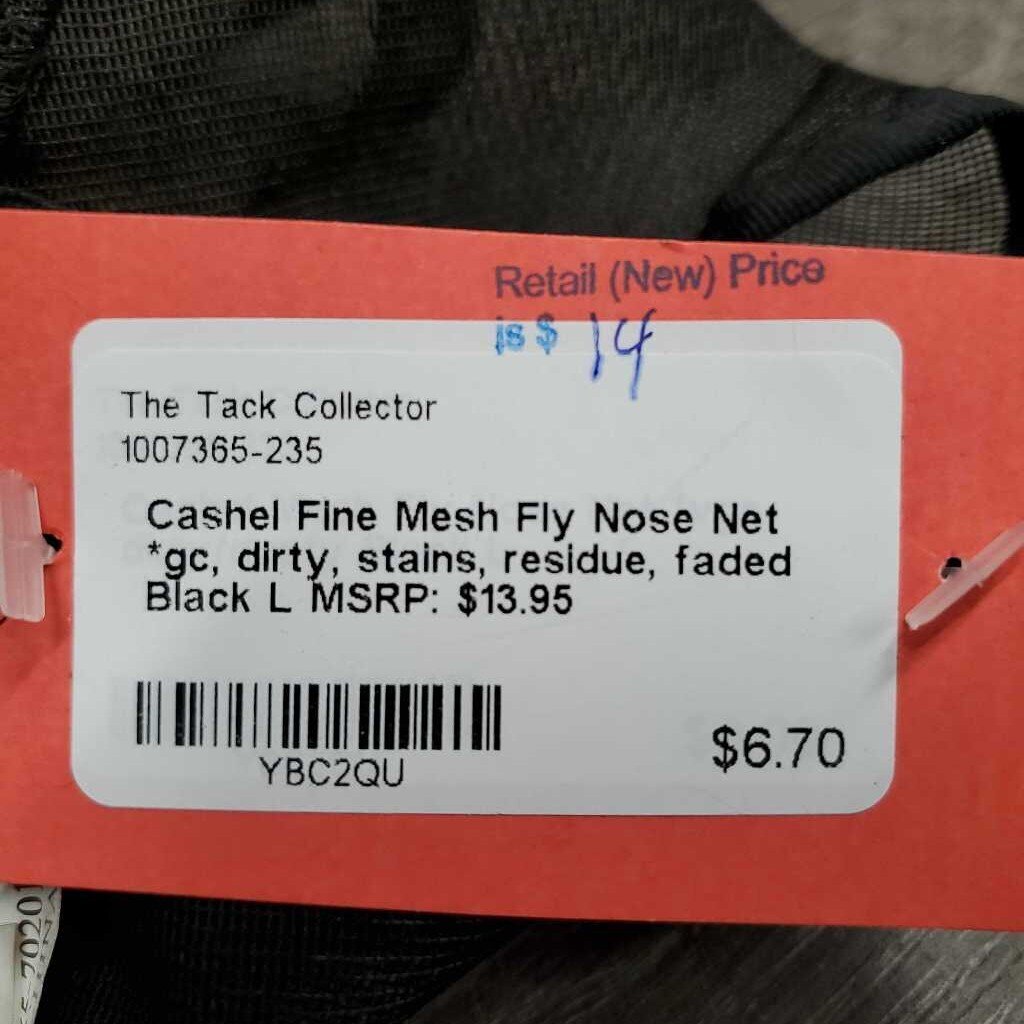 Retail (New) Price
is $ 14
The Tack Collector
1007365-235
Cashel Fine Mesh Fly Nose Net
*gc, dirty, stains, residue, faded
Black L MSRP: $13.95
YBC2QU
$6.70